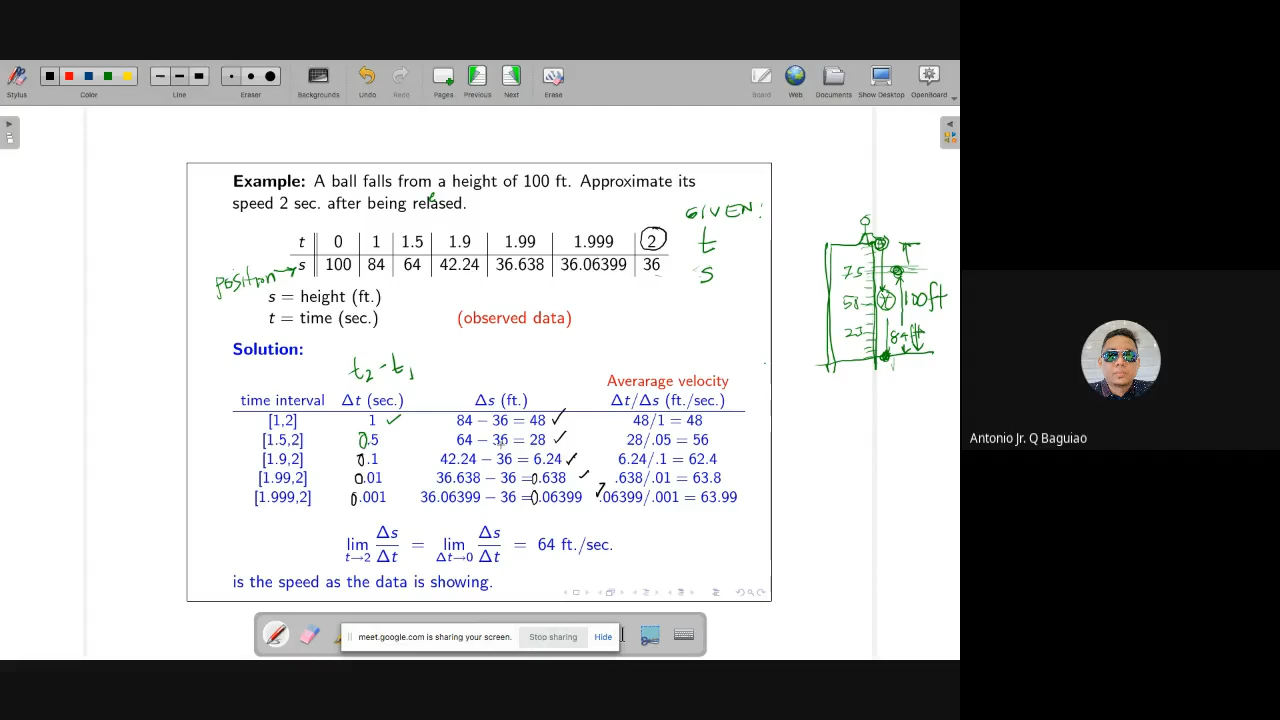 Stylus Color Line Eraser Backgrounds Undo Redo Pages Previous Next Erase Board Web Documents Show Desktop OpenBoard
Example: A ball falls from a height of 100 ft. Approximate its
speed 2 sec. after being relased.
e
GIVEN:
t 0 1 1.5 1.9 1.99 1.999 2
t
position → s 100 84 64 42.24 36.638 36.06399 36
s
s = height (ft.)
t = time (sec.) (observed data)
75
50
100ft
25
84ft
Solution:
t2 - t1
Averarage velocity
time interval Δt (sec.) Δs (ft.) Δt/Δs (ft./sec.)
[1,2] 1 84 − 36 = 48 48/1 = 48
[1.5,2] 0.5 64 − 36 = 28 28/.05 = 56
[1.9,2] 0.1 42.24 − 36 = 6.24 6.24/.1 = 62.4
[1.99,2] 0.01 36.638 − 36 = 0.638 .638/.01 = 63.8
[1.999,2] 0.001 36.06399 − 36 = 0.06399 .06399/.001 = 63.99
lim t→2 Δs/Δt = lim Δt→0 Δs/Δt = 64 ft./sec.
is the speed as the data is showing.
meet.google.com is sharing your screen. Stop sharing Hide
Antonio Jr. Q Baguiao